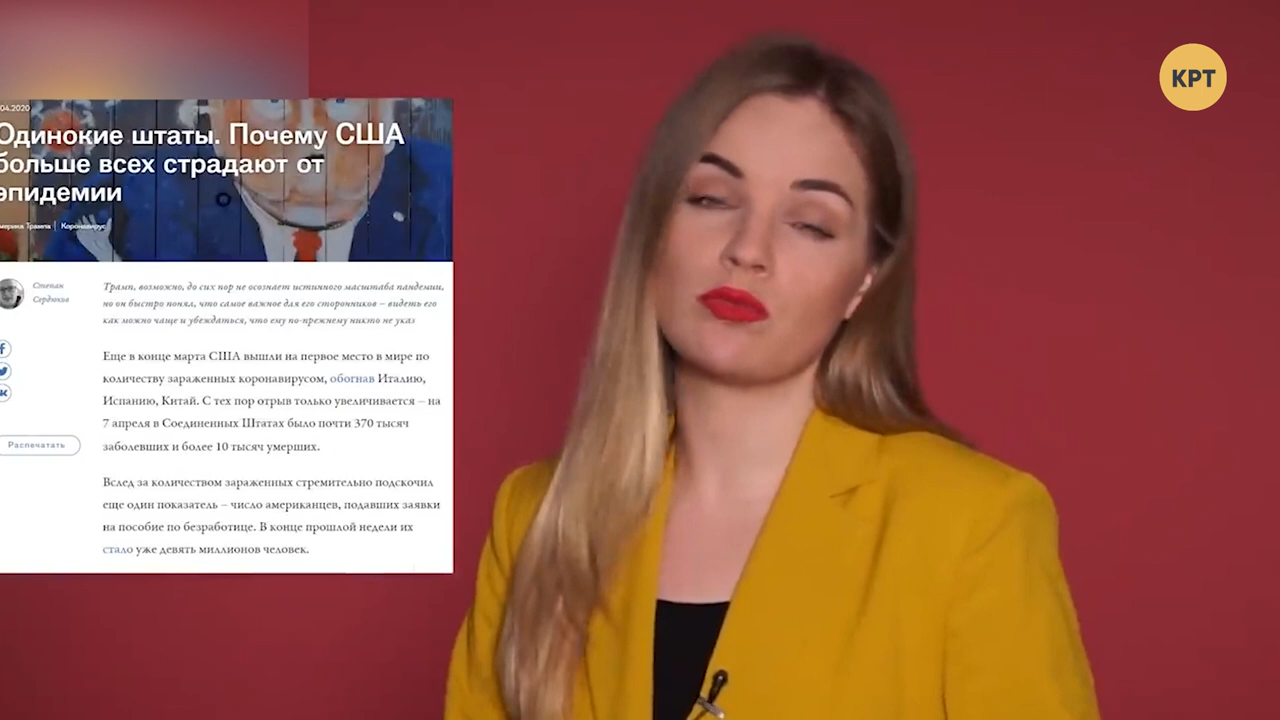 04.2020
Одинокие штаты. Почему США
больше всех страдают от
эпидемии
мерика Трампа | Коронавирус
Степан
Сердюков
Трамп, возможно, до сих пор не осознает истинного масштаба пандемии,
но он быстро понял, что самое важное для его сторонников – видеть его
как можно чаще и убеждаться, что ему по-прежнему никто не указ
Еще в конце марта США вышли на первое место в мире по
количеству зараженных коронавирусом, обогнав Италию,
Испанию, Китай. С тех пор отрыв только увеличивается – на
7 апреля в Соединенных Штатах было почти 370 тысяч
заболевших и более 10 тысяч умерших.
Распечатать
Вслед за количеством зараженных стремительно подскочил
еще один показатель – число американцев, подавших заявки
на пособие по безработице. В конце прошлой недели их
стало уже девять миллионов человек.
КРТ